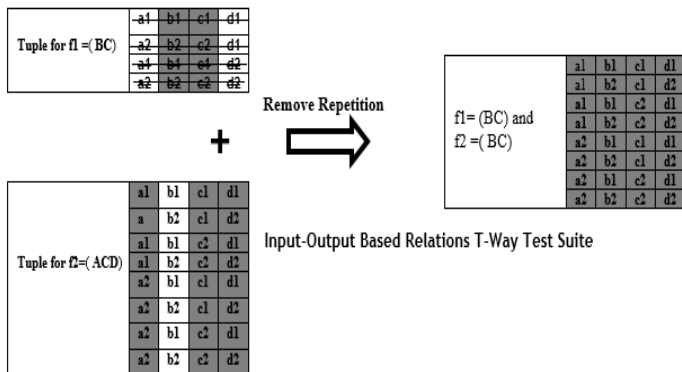 Tuple for f1 =( BC)
a1 b1 c1 d1
a2 b2 c2 d1
a1 b1 c1 d2
a2 b2 c2 d2
+
Remove Repetition
f1= (BC) and
f2 =( BC)
a1 b1 c1 d1
a1 b2 c1 d2
a1 b1 c2 d1
a1 b2 c2 d2
a2 b1 c1 d1
a2 b2 c1 d2
a2 b1 c2 d1
a2 b2 c2 d2
Tuple for f2=( ACD)
a1 b1 c1 d1
a b2 c1 d2
a1 b1 c2 d1
a1 b2 c2 d2
a2 b1 c1 d1
a2 b2 c1 d2
a2 b1 c2 d1
a2 b2 c2 d2
Input-Output Based Relations T-Way Test Suite